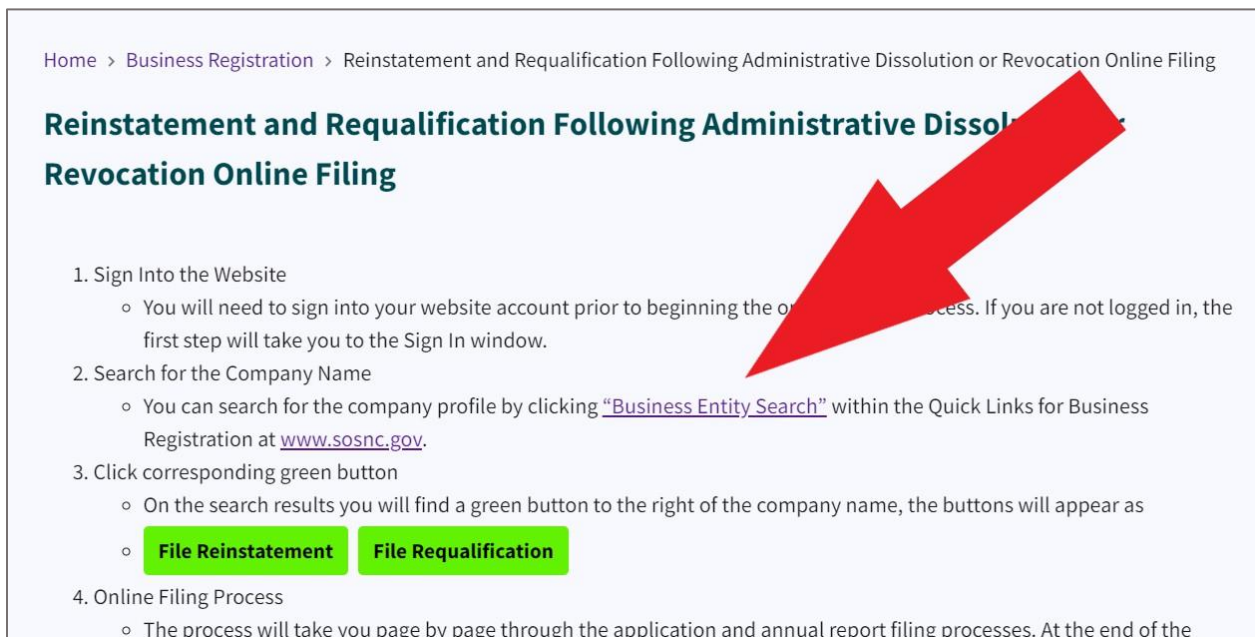 Home > Business Registration > Reinstatement and Requalification Following Administrative Dissolution or Revocation Online Filing
Reinstatement and Requalification Following Administrative
Revocation Online Filing
1. Sign Into the Website
You will need to sign into your website account prior to beginning the If you are not logged in, the
first step will take you to the Sign In window.
2. Search for the Company Name
You can search for the company profile by clicking “Business Entity Search” within the Quick Links for Business
Registration at www.sosnc.gov.
3. Click corresponding green button
On the search results you will find a green button to the right of the company name, the buttons will appear as
File Reinstatement File Requalification
4. Online Filing Process
The process will take you page by page through the application and annual report filing processes. At the end of the